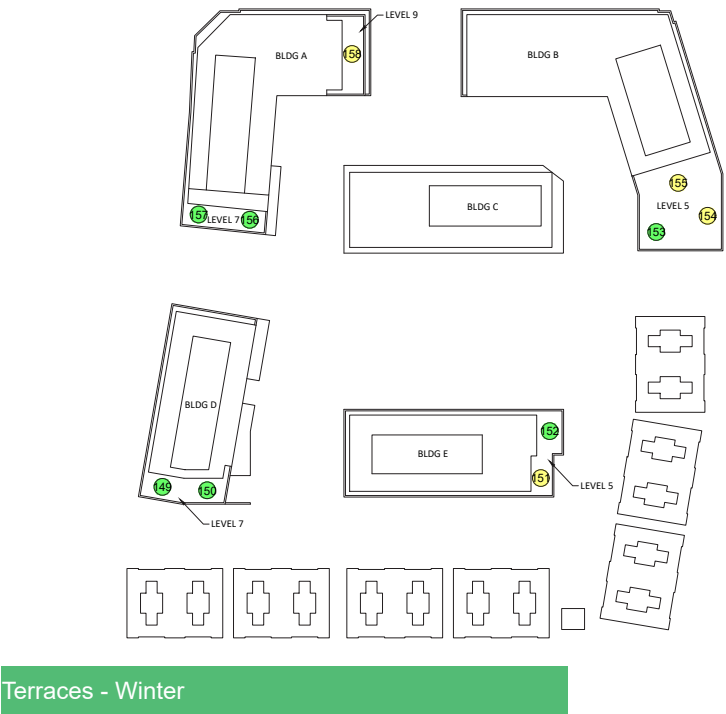 LEVEL 9
BLDG A
158
BLDG B
155
LEVEL 5
154
153
157
LEVEL 7
156
BLDG C
BLDG D
149
150
LEVEL 7
152
BLDG E
151
LEVEL 5
Terraces - Winter